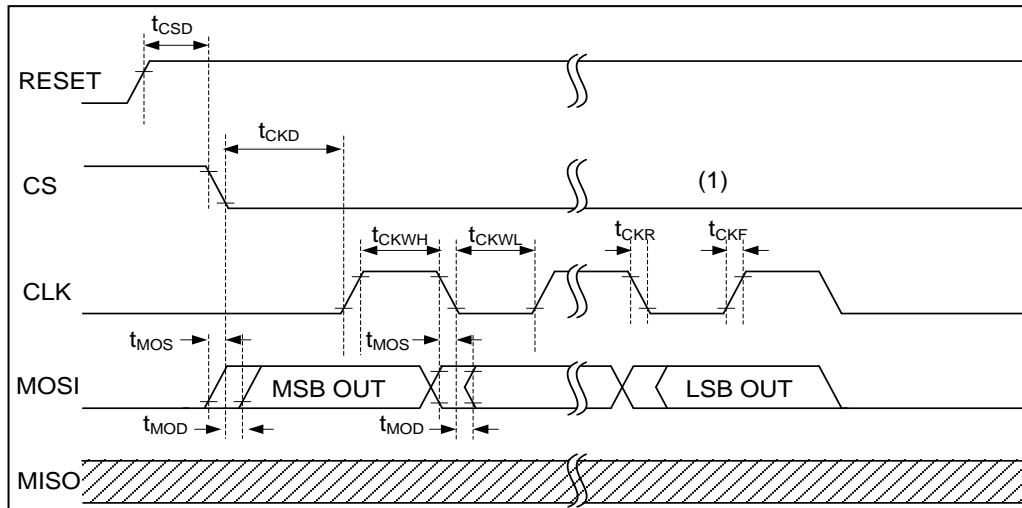 tCSD
RESET
tCKD
CS
(1)
tCKWH
tCKWL
tCKR
tCKF
CLK
tMOS
tMOS
MOSI
MSB OUT
LSB OUT
tMOD
tMOD
MISO